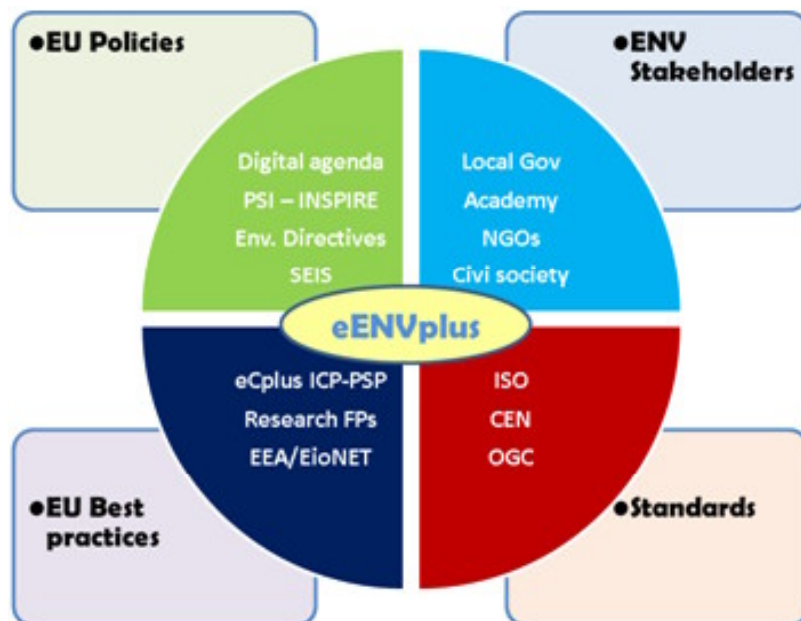 ●EU Policies
●ENV
Stakeholders
Digital agenda
PSI – INSPIRE
Env. Directives
SEIS
Local Gov
Academy
NGOs
Civi society
eENVplus
eCplus ICP-PSP
Research FPs
EEA/EioNET
ISO
CEN
OGC
●EU Best
practices
●Standards